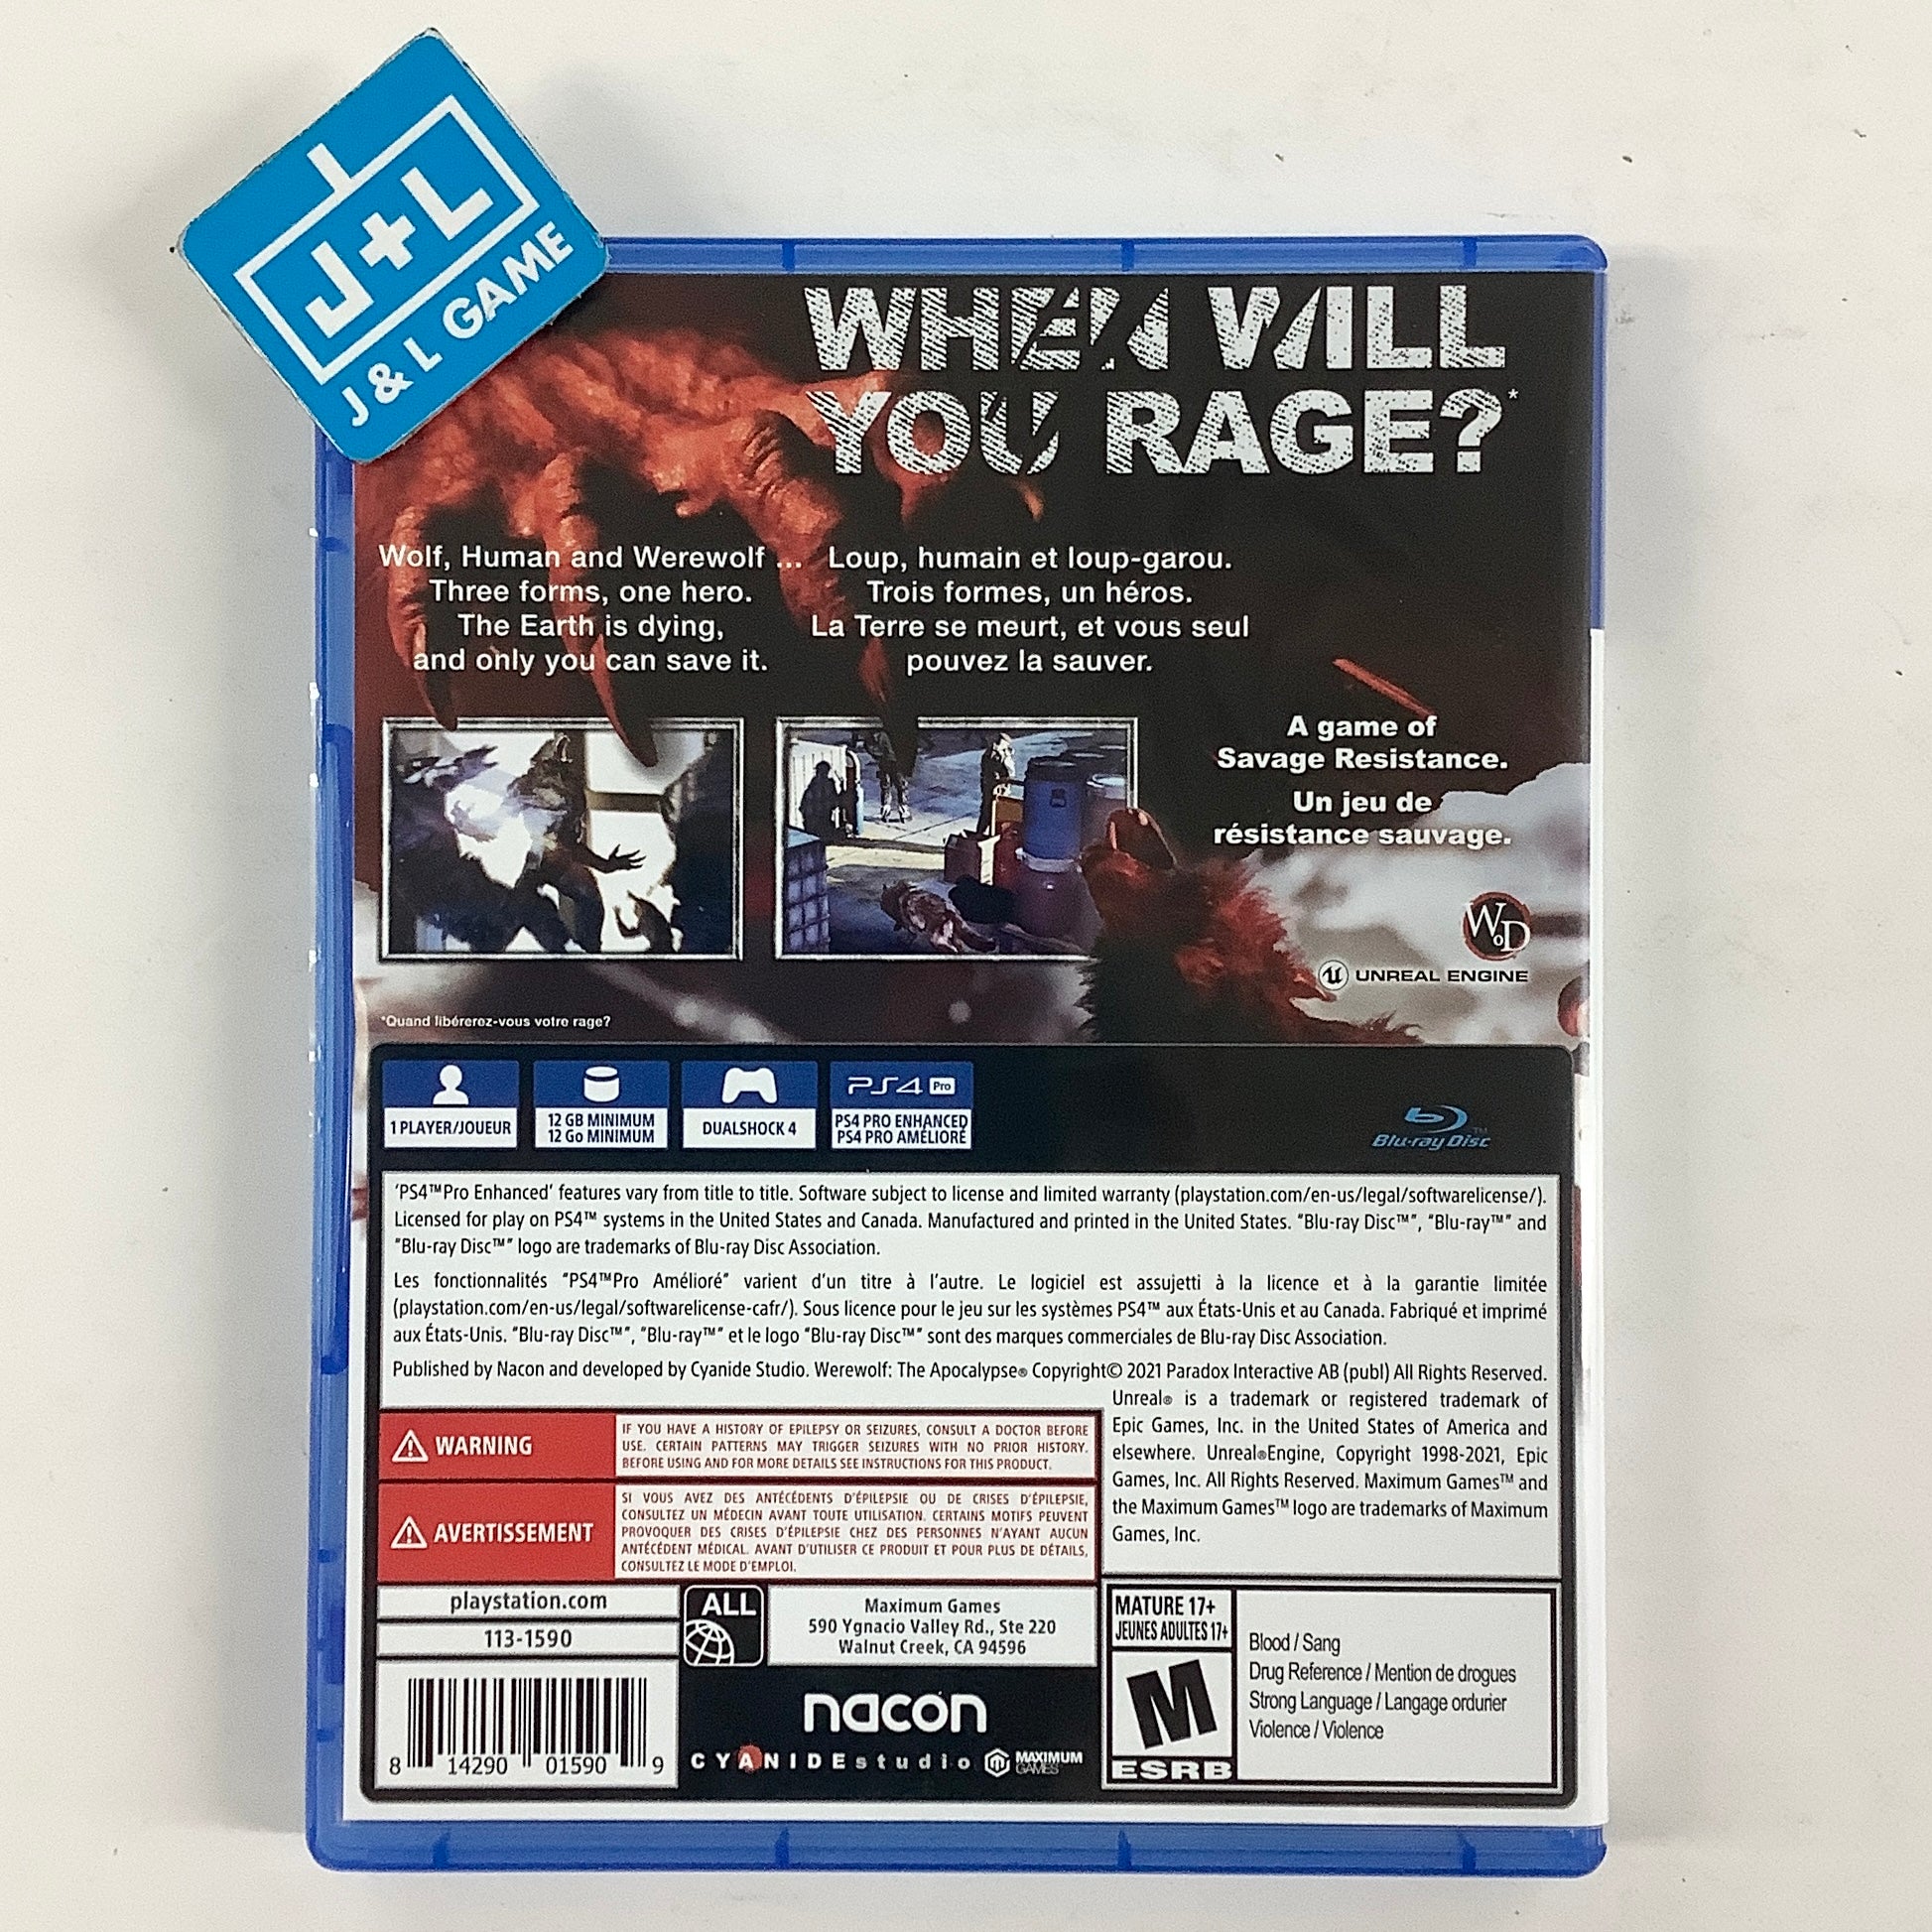 J+L
J & L GAME
WHEN WILL
YOU RAGE?*
Wolf, Human and Werewolf ...
Three forms, one hero.
The Earth is dying,
and only you can save it.
Loup, humain et loup-garou.
Trois formes, un héros.
La Terre se meurt, et vous seul
pouvez la sauver.
A game of
Savage Resistance.
Un jeu de
résistance sauvage.
WoD
UNREAL ENGINE
*Quand libérerez-vous votre rage?
1 PLAYER/JOUEUR
12 GB MINIMUM
12 Go MINIMUM
DUALSHOCK 4
PS4 Pro
PS4 PRO ENHANCED
PS4 PRO AMÉLIORÉ
Blu-ray Disc™
'PS4™Pro Enhanced' features vary from title to title. Software subject to license and limited warranty (playstation.com/en-us/legal/softwarelicense/).
Licensed for play on PS4™ systems in the United States and Canada. Manufactured and printed in the United States. "Blu-ray Disc™", "Blu-ray™" and
"Blu-ray Disc™" logo are trademarks of Blu-ray Disc Association.
Les fonctionnalités "PS4™Pro Amélioré" varient d'un titre à l'autre. Le logiciel est assujetti à la licence et à la garantie limitée
(playstation.com/en-us/legal/softwarelicense-cafr/). Sous licence pour le jeu sur les systèmes PS4™ aux États-Unis et au Canada. Fabriqué et imprimé
aux États-Unis. "Blu-ray Disc™", "Blu-ray™" et le logo "Blu-ray Disc™" sont des marques commerciales de Blu-ray Disc Association.
Published by Nacon and developed by Cyanide Studio. Werewolf: The Apocalypse® Copyright© 2021 Paradox Interactive AB (publ) All Rights Reserved.
Unreal® is a trademark or registered trademark of
Epic Games, Inc. in the United States of America and
elsewhere. Unreal®Engine, Copyright 1998-2021, Epic
Games, Inc. All Rights Reserved. Maximum Games™ and
the Maximum Games™ logo are trademarks of Maximum
Games, Inc.
WARNING
IF YOU HAVE A HISTORY OF EPILEPSY OR SEIZURES, CONSULT A DOCTOR BEFORE
USE. CERTAIN PATTERNS MAY TRIGGER SEIZURES WITH NO PRIOR HISTORY.
BEFORE USING AND FOR MORE DETAILS SEE INSTRUCTIONS FOR THIS PRODUCT.
AVERTISSEMENT
SI VOUS AVEZ DES ANTÉCÉDENTS D'ÉPILEPSIE OU DE CRISES D'ÉPILEPSIE,
CONSULTEZ UN MÉDECIN AVANT TOUTE UTILISATION. CERTAINS MOTIFS PEUVENT
PROVOQUER DES CRISES D'ÉPILEPSIE CHEZ DES PERSONNES N'AYANT AUCUN
ANTÉCÉDENT MÉDICAL. AVANT D'UTILISER CE PRODUIT ET POUR PLUS DE DÉTAILS,
CONSULTEZ LE MODE D'EMPLOI.
playstation.com
113-1590
8 14290 01590 9
ALL
Maximum Games
590 Ygnacio Valley Rd., Ste 220
Walnut Creek, CA 94596
nacon
CYANIDEstudio
MAXIMUM
GAMES
MATURE 17+
JEUNES ADULTES 17+
M
ESRB
Blood / Sang
Drug Reference / Mention de drogues
Strong Language / Langage ordurier
Violence / Violence